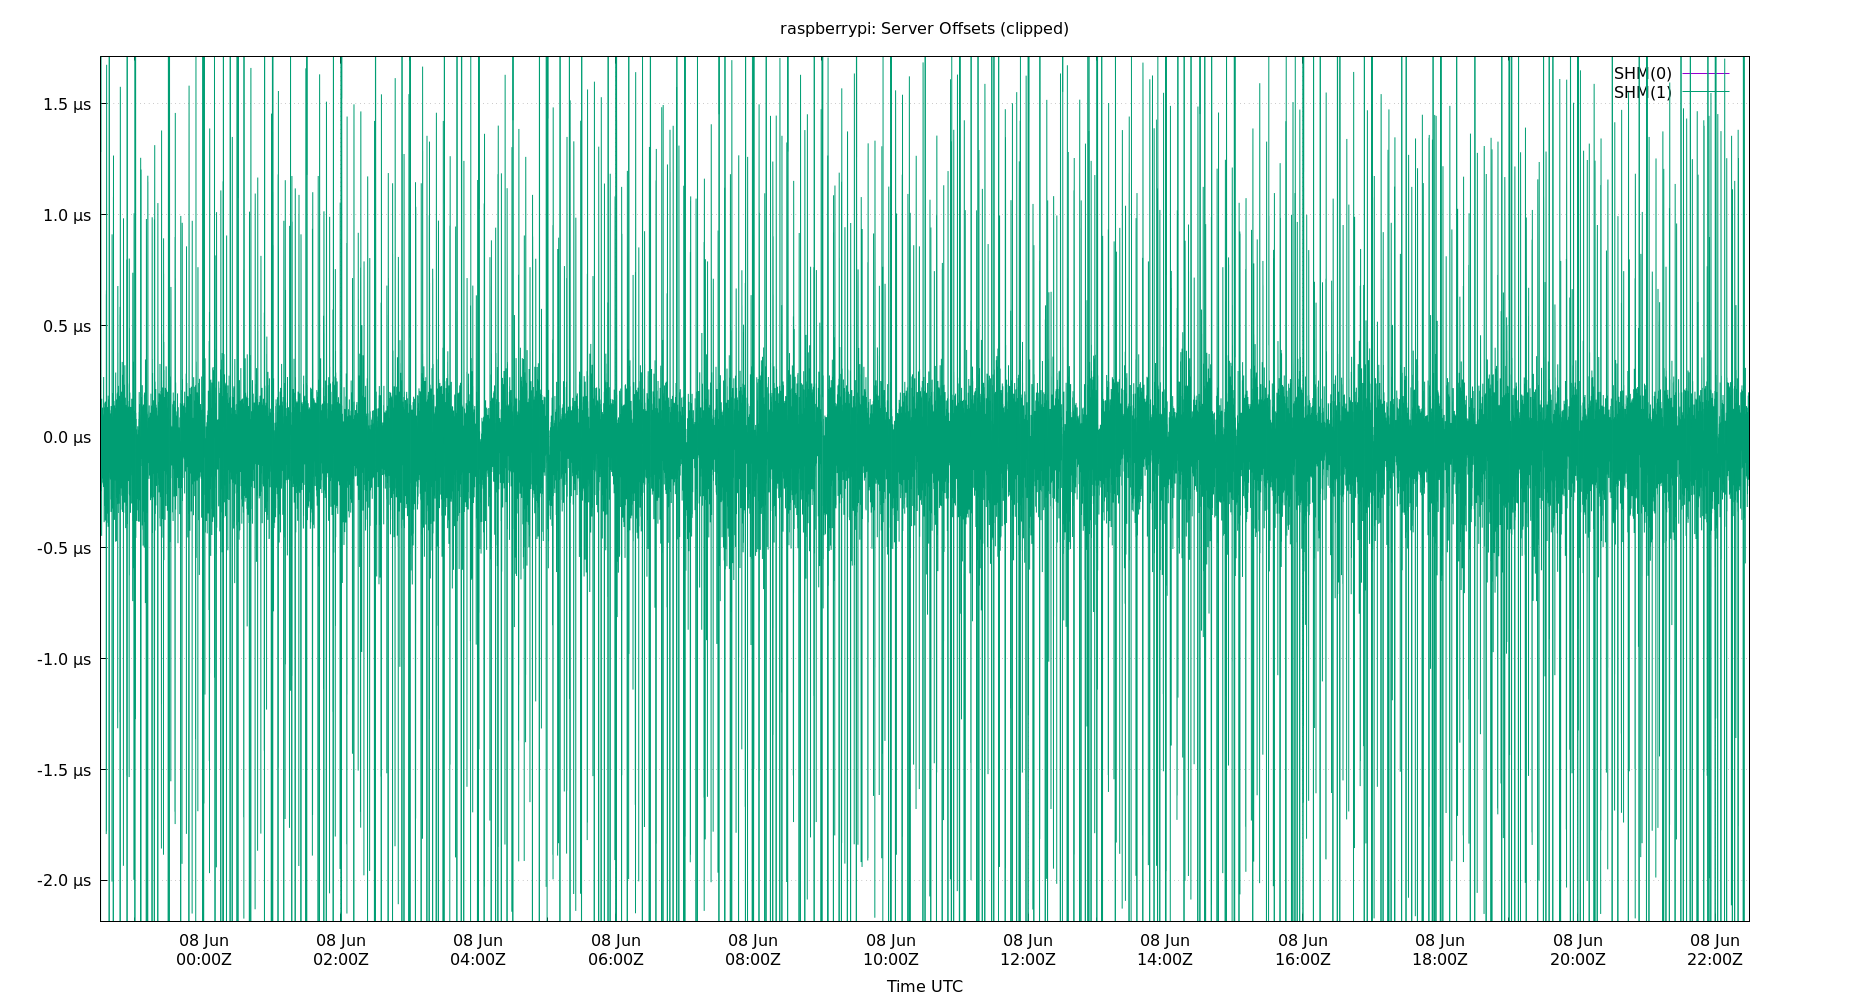 raspberrypi: Server Offsets (clipped)
SHM(0)
SHM(1)
1.5 µs
1.0 µs
0.5 µs
0.0 µs
-0.5 µs
-1.0 µs
-1.5 µs
-2.0 µs
08 Jun 08 Jun 08 Jun 08 Jun 08 Jun 08 Jun 08 Jun 08 Jun 08 Jun 08 Jun 08 Jun 08 Jun
00:00Z 02:00Z 04:00Z 06:00Z 08:00Z 10:00Z 12:00Z 14:00Z 16:00Z 18:00Z 20:00Z 22:00Z
Time UTC